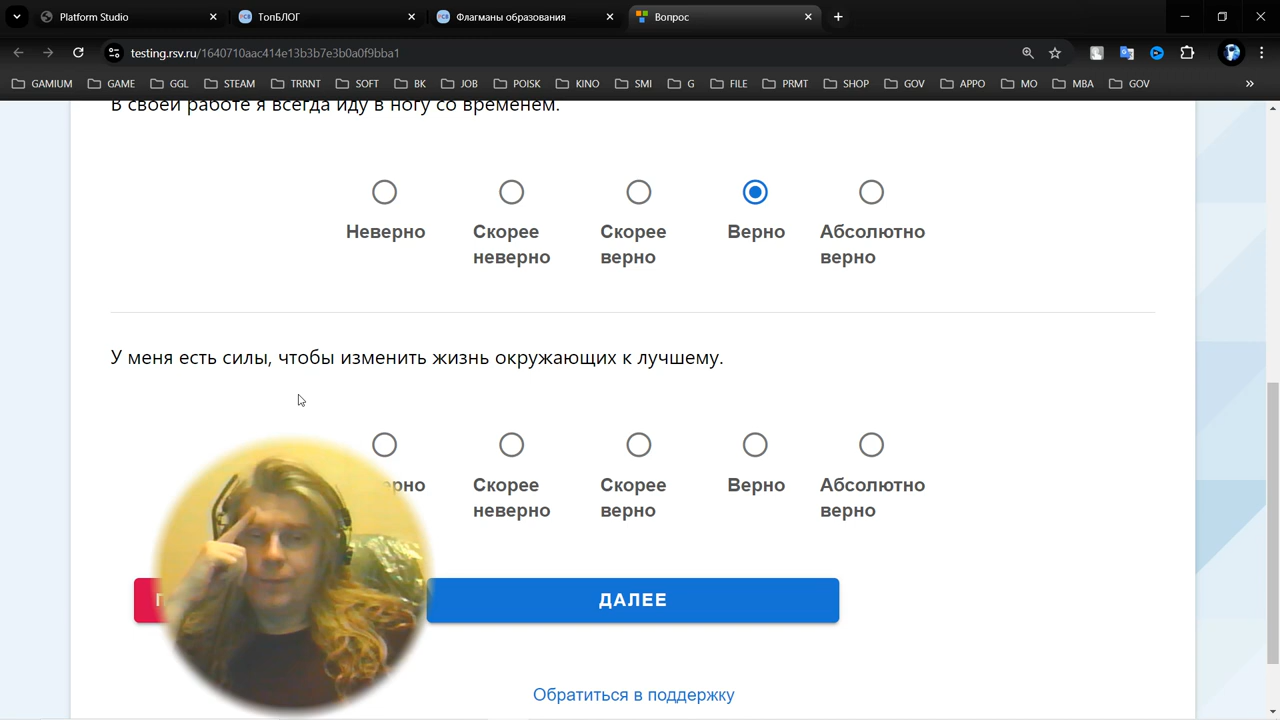 Platform Studio
ТопБЛОГ
Флагманы образования
Вопрос
testing.rsv.ru/1640710aac414e13b3b7e3b0a0f9bba1
GAMIUM GAME GGL STEAM TRRNT SOFT BK JOB POISK KINO SMI G FILE PRMT SHOP GOV APPO MO MBA GOV
В своей работе я всегда иду в ногу со временем.
Неверно
Скорее неверно
Скорее верно
Верно
Абсолютно верно
У меня есть силы, чтобы изменить жизнь окружающих к лучшему.
Скорее неверно
Скорее верно
Верно
Абсолютно верно
ДАЛЕЕ
Обратиться в поддержку